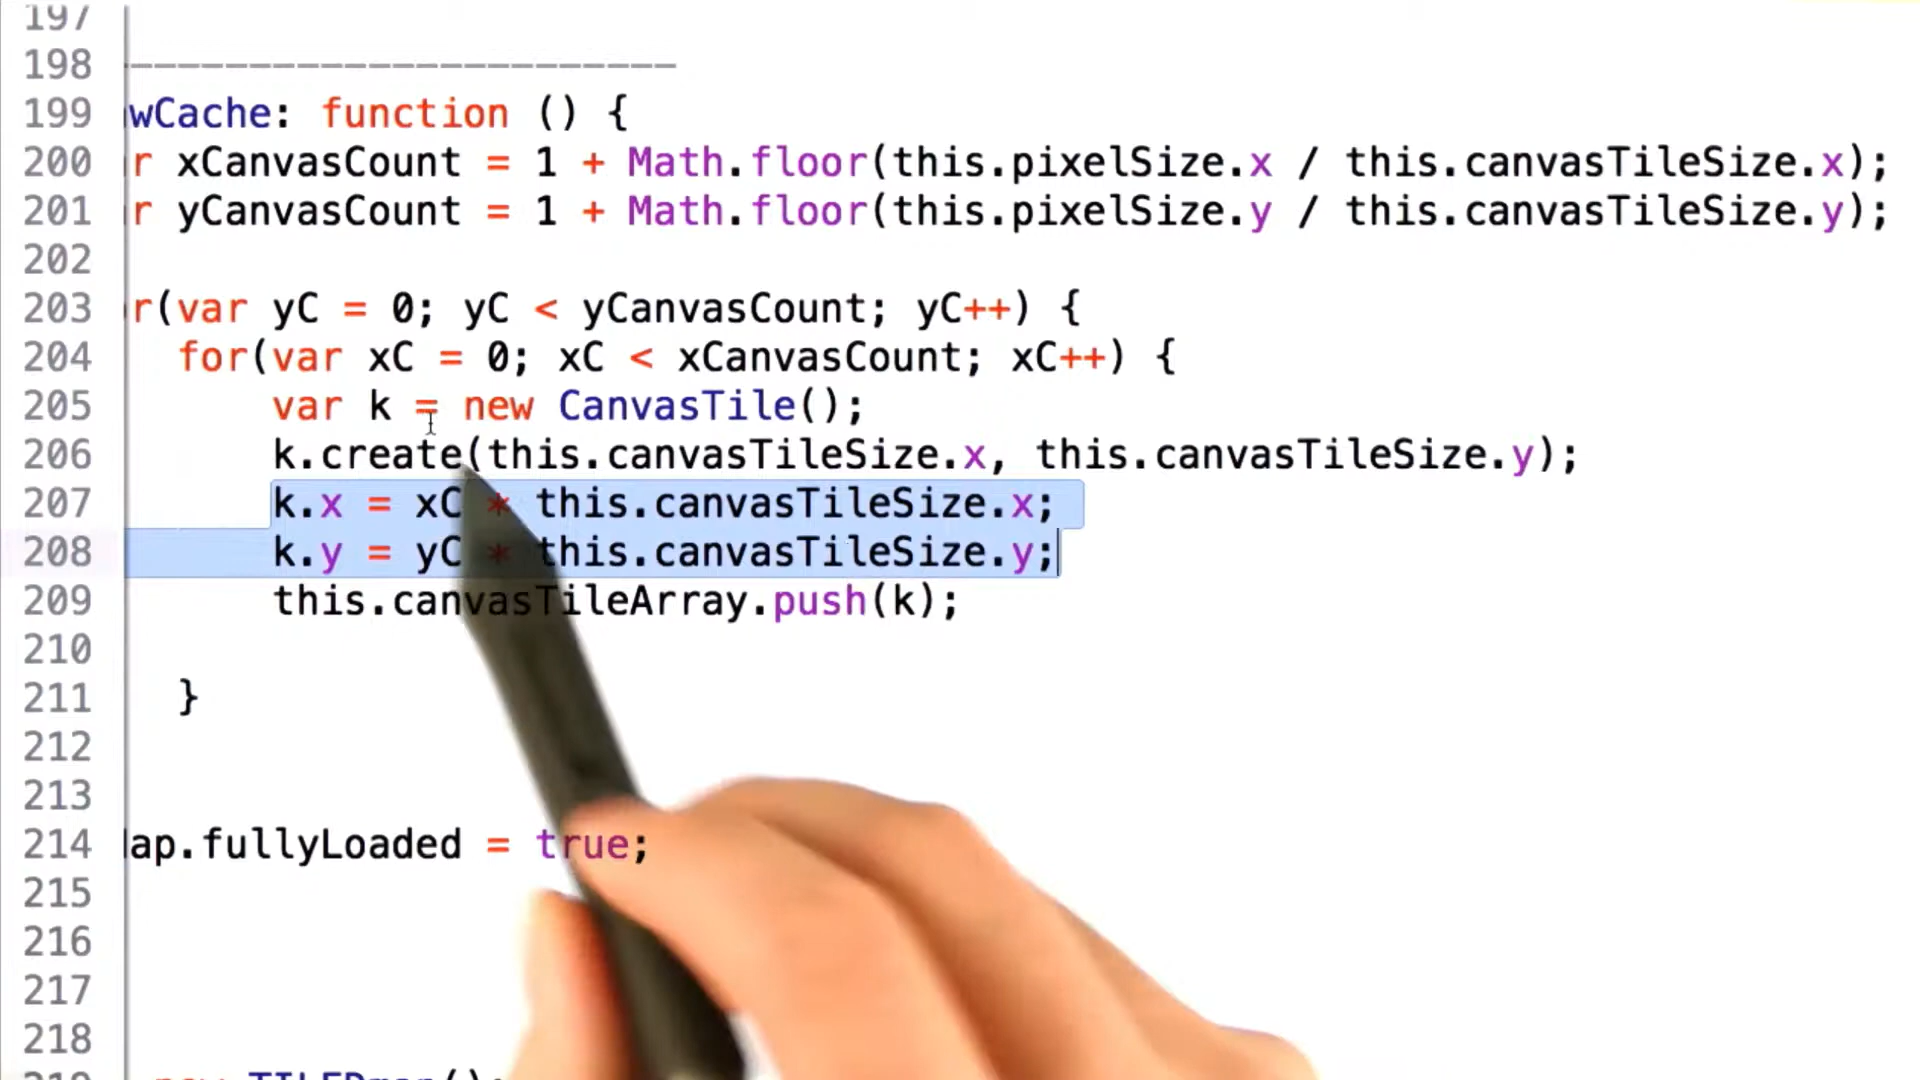 197
198 -----------------------
199 wCache: function () {
200 r xCanvasCount = 1 + Math.floor(this.pixelSize.x / this.canvasTileSize.x);
201 r yCanvasCount = 1 + Math.floor(this.pixelSize.y / this.canvasTileSize.y);
202
203 r(var yC = 0; yC < yCanvasCount; yC++) {
204 for(var xC = 0; xC < xCanvasCount; xC++) {
205 var k = new CanvasTile();
206 k.create(this.canvasTileSize.x, this.canvasTileSize.y);
207 k.x = xC * this.canvasTileSize.x;
208 k.y = yC * this.canvasTileSize.y;
209 this.canvasTileArray.push(k);
210
211 }
212
213
214 ap.fullyLoaded = true;
215
216
217
218